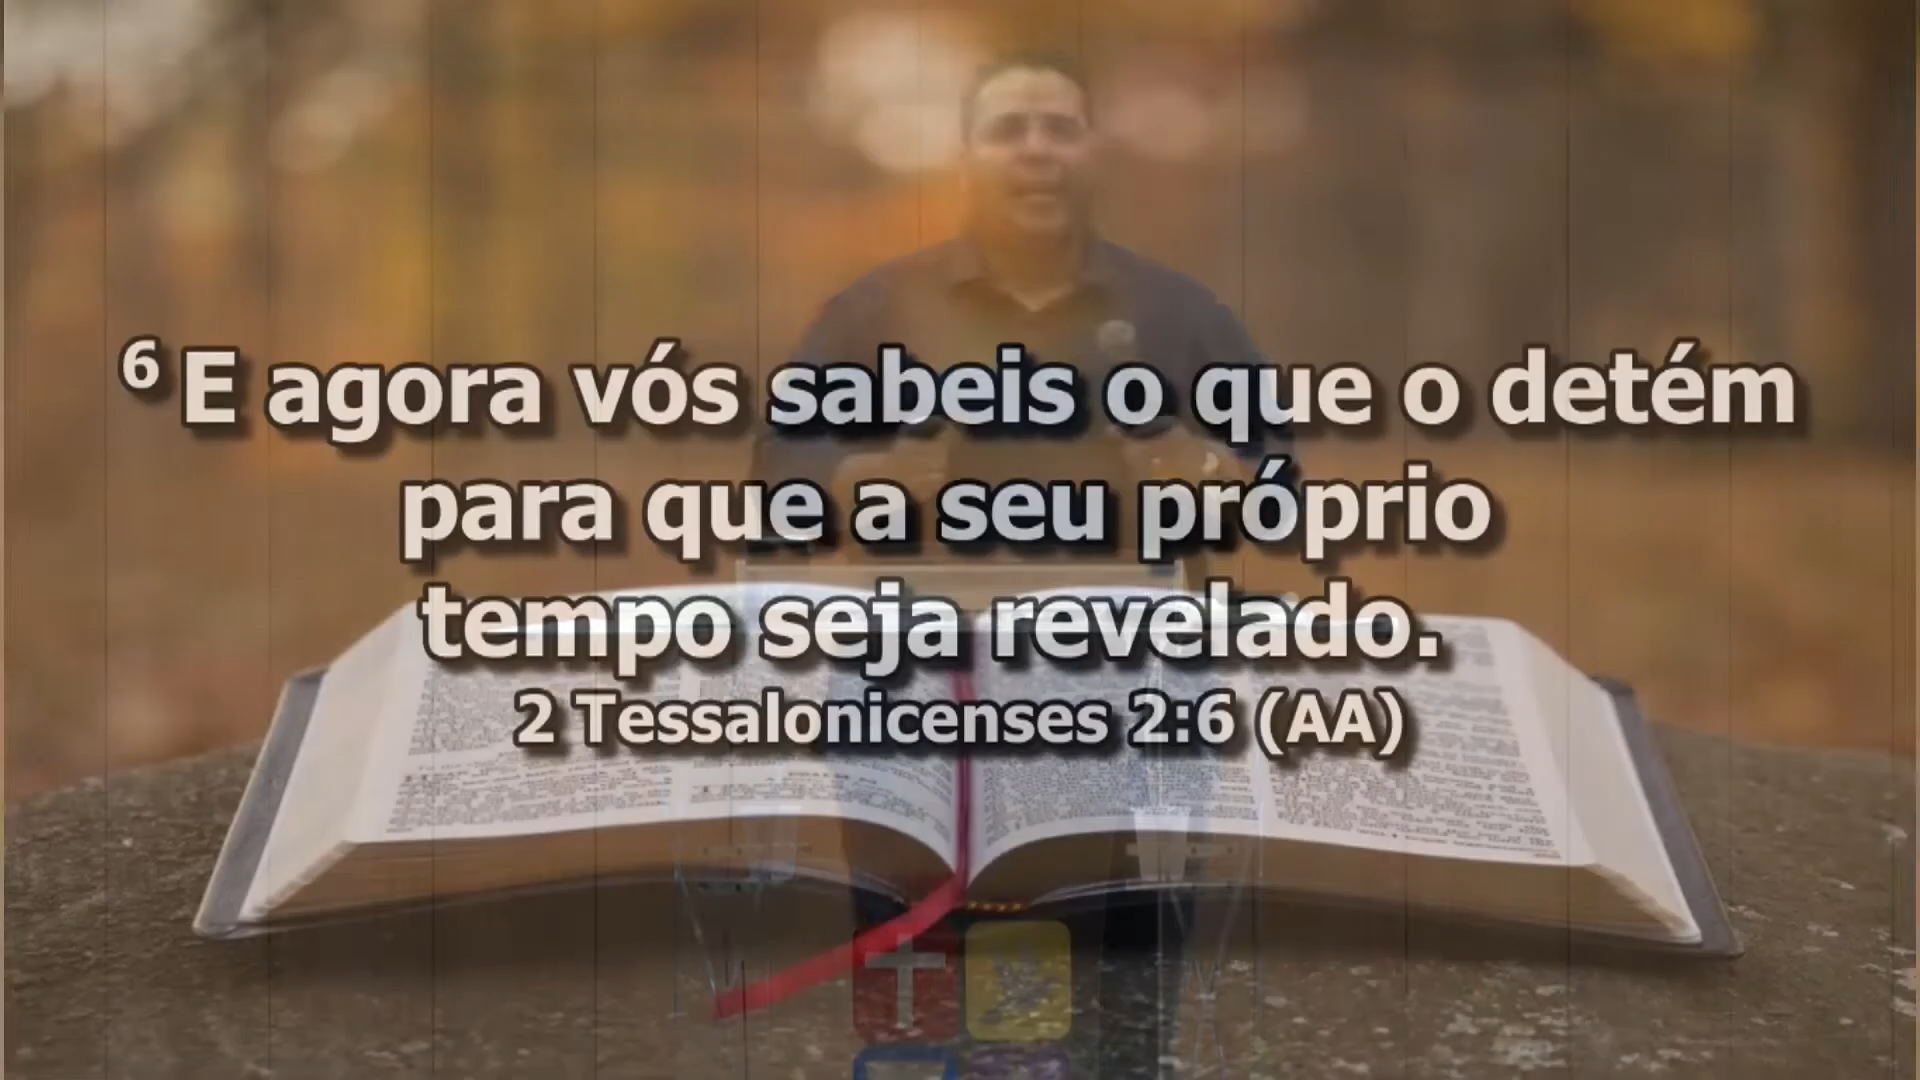 6 E agora vós sabeis o que o detém
para que a seu próprio
tempo seja revelado.
2 Tessalonicenses 2:6 (AA)